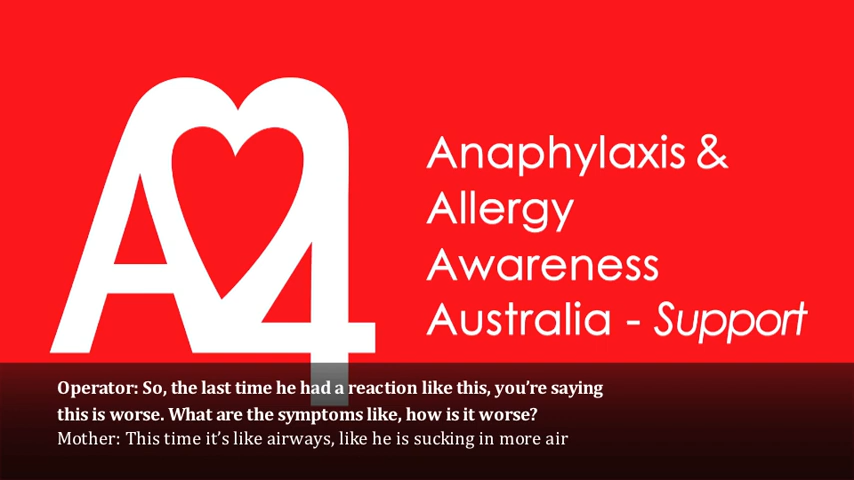 A4
Anaphylaxis &
Allergy
Awareness
Australia - Support
Operator: So, the last time he had a reaction like this, you’re saying
this is worse. What are the symptoms like, how is it worse?
Mother: This time it’s like airways, like he is sucking in more air